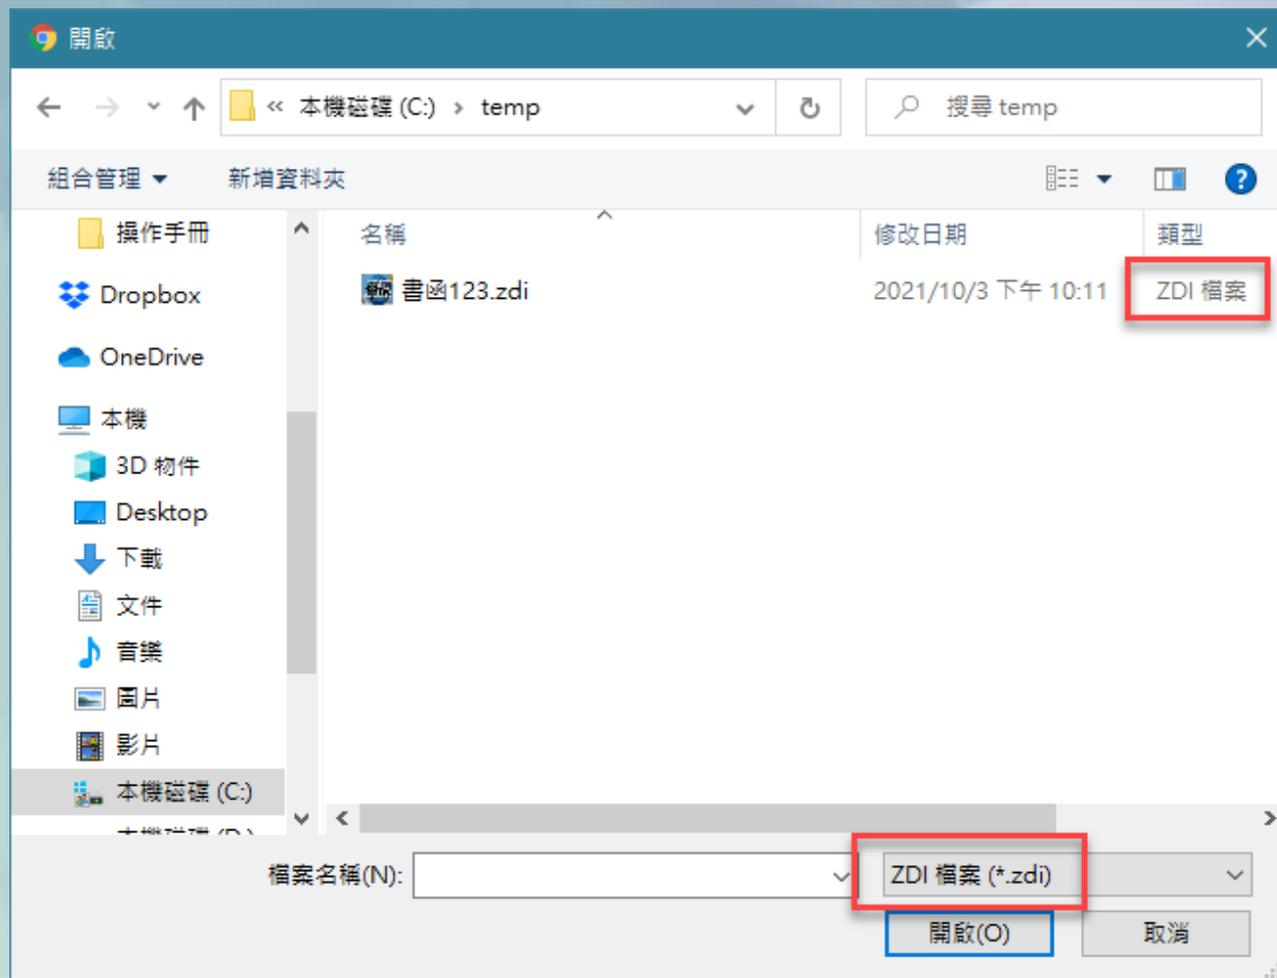 開啟
« 本機磁碟 (C:) › temp
搜尋 temp
組合管理
新增資料夾
操作手冊
Dropbox
OneDrive
本機
3D 物件
Desktop
下載
文件
音樂
圖片
影片
本機磁碟 (C:)
本機磁碟 (D:)
名稱 修改日期 類型
書函123.zdi 2021/10/3 下午 10:11 ZDI 檔案
檔案名稱(N): ZDI 檔案 (*.zdi)
開啟(O) 取消